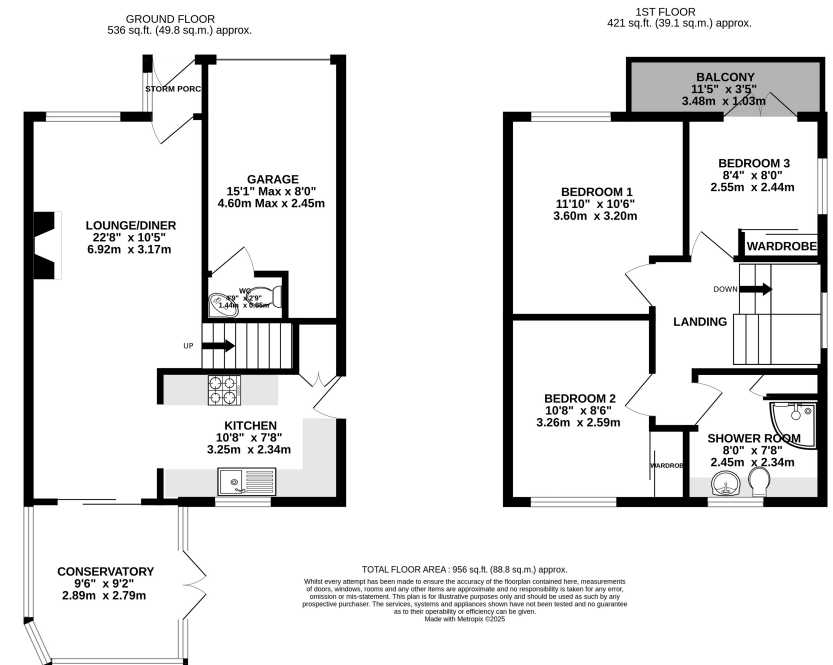 GROUND FLOOR
536 sq.ft. (49.8 sq.m.) approx.
1ST FLOOR
421 sq.ft. (39.1 sq.m.) approx.
STORM PORC
GARAGE
15'1" Max x 8'0"
4.60m Max x 2.45m
LOUNGE/DINER
22'8" x 10'5"
6.92m x 3.17m
WC
4'9" x 2'9"
1.44m x 0.85m
UP
KITCHEN
10'8" x 7'8"
3.25m x 2.34m
CONSERVATORY
9'6" x 9'2"
2.89m x 2.79m
BALCONY
11'5" x 3'5"
3.48m x 1.03m
BEDROOM 1
11'10" x 10'6"
3.60m x 3.20m
BEDROOM 3
8'4" x 8'0"
2.55m x 2.44m
WARDROBE
DOWN
LANDING
BEDROOM 2
10'8" x 8'6"
3.26m x 2.59m
WARDROBE
SHOWER ROOM
8'0" x 7'8"
2.45m x 2.34m
TOTAL FLOOR AREA : 956 sq.ft. (88.8 sq.m.) approx.
Whilst every attempt has been made to ensure the accuracy of the floorplan contained here, measurements
of doors, windows, rooms and any other items are approximate and no responsibility is taken for any error,
omission or mis-statement. This plan is for illustrative purposes only and should be used as such by any
prospective purchaser. The services, systems and appliances shown have not been tested and no guarantee
as to their operability or efficiency can be given.
Made with Metropix ©2025